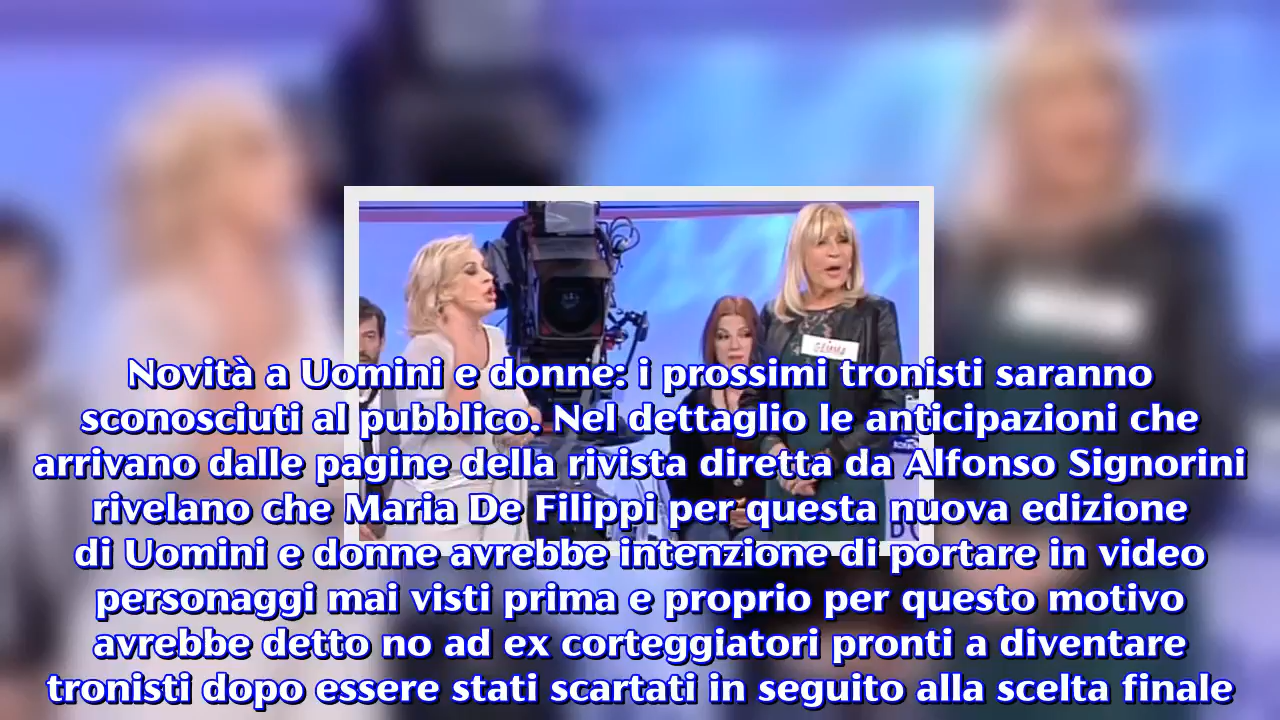 GEMMA
Novità a Uomini e donne: i prossimi tronisti saranno
sconosciuti al pubblico. Nel dettaglio le anticipazioni che
arrivano dalle pagine della rivista diretta da Alfonso Signorini
rivelano che Maria De Filippi per questa nuova edizione
di Uomini e donne avrebbe intenzione di portare in video
personaggi mai visti prima e proprio per questo motivo
avrebbe detto no ad ex corteggiatori pronti a diventare
tronisti dopo essere stati scartati in seguito alla scelta finale